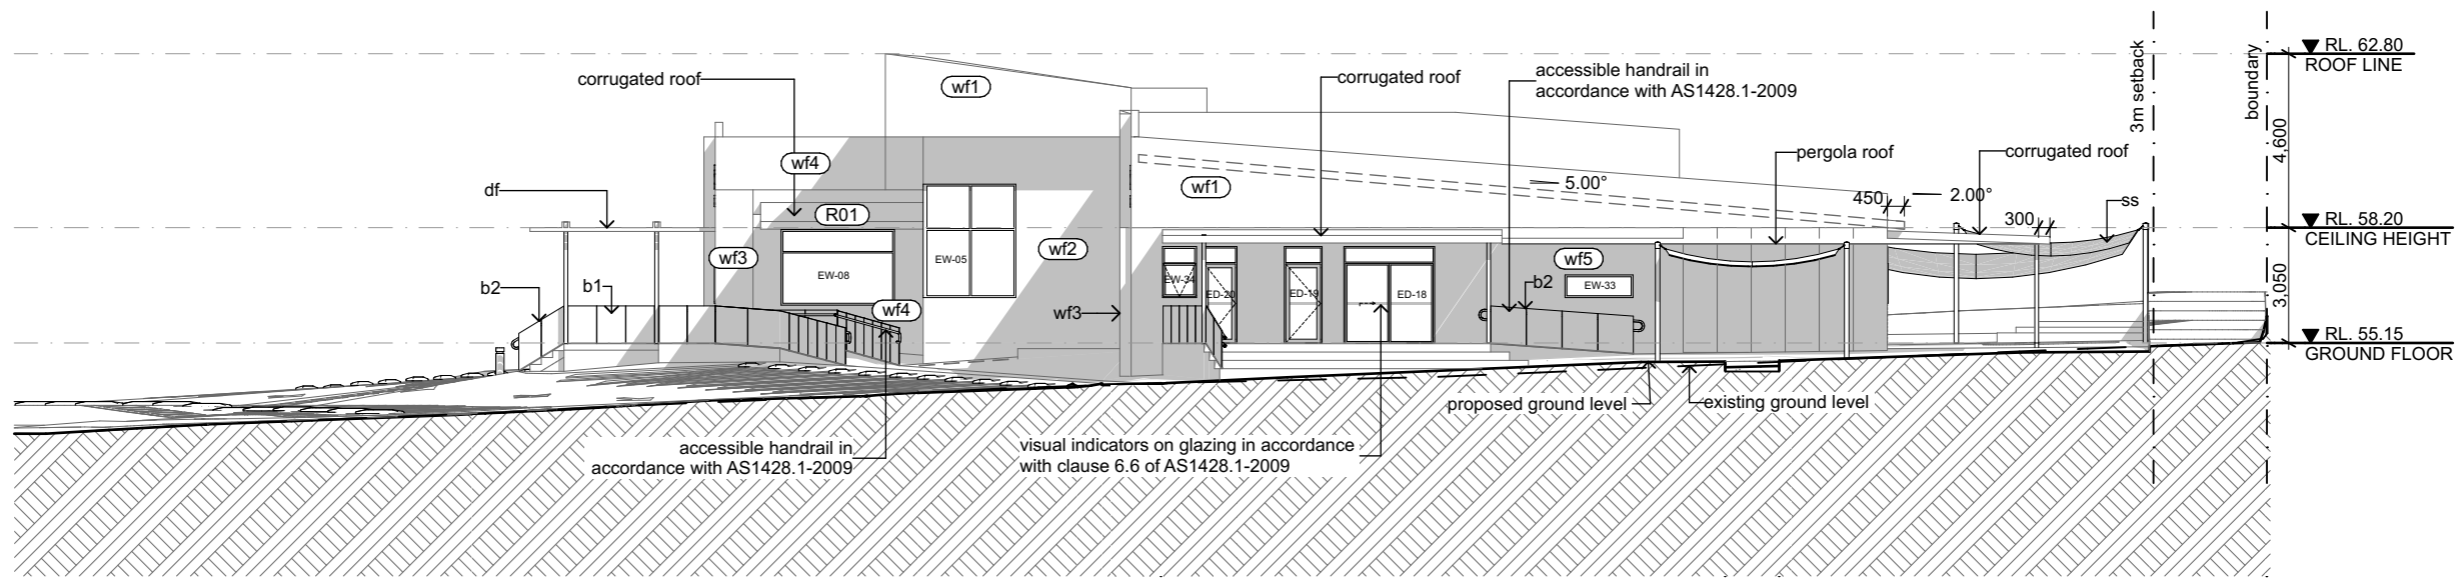 RL. 62.80
ROOF LINE
3m setback
boundary
corrugated roof
wf1
corrugated roof
accessible handrail in
accordance with AS1428.1-2009
4,600
wf4
pergola roof
corrugated roof
df
wf1
5.00°
450
2.00°
ss
R01
300
RL. 58.20
CEILING HEIGHT
wf3
wf2
wf5
EW-05
EW-08
EW-34
ED-20
ED-19
ED-18
EW-33
b2
b1
b2
3,050
wf4
wf3
RL. 55.15
GROUND FLOOR
proposed ground level
existing ground level
accessible handrail in
accordance with AS1428.1-2009
visual indicators on glazing in accordance
with clause 6.6 of AS1428.1-2009